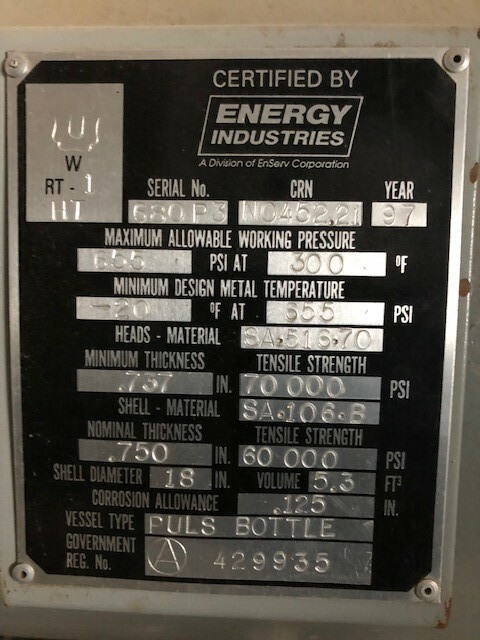 CERTIFIED BY
ENERGY
INDUSTRIES
A Division of EnServ Corporation
U
W
RT - 1
HT
SERIAL No. CRN YEAR
680P3 N0452.21 97
MAXIMUM ALLOWABLE WORKING PRESSURE
655 PSI AT 300 °F
MINIMUM DESIGN METAL TEMPERATURE
-20 °F AT 655 PSI
HEADS - MATERIAL SA.516.70
MINIMUM THICKNESS TENSILE STRENGTH
.737 IN. 70 000 PSI
SHELL - MATERIAL SA.106.B
NOMINAL THICKNESS TENSILE STRENGTH
.750 IN. 60 000 PSI
SHELL DIAMETER 18 IN. VOLUME 5.3 FT³
CORROSION ALLOWANCE .125 IN.
VESSEL TYPE PULS BOTTLE
GOVERNMENT
REG. No. A 429935